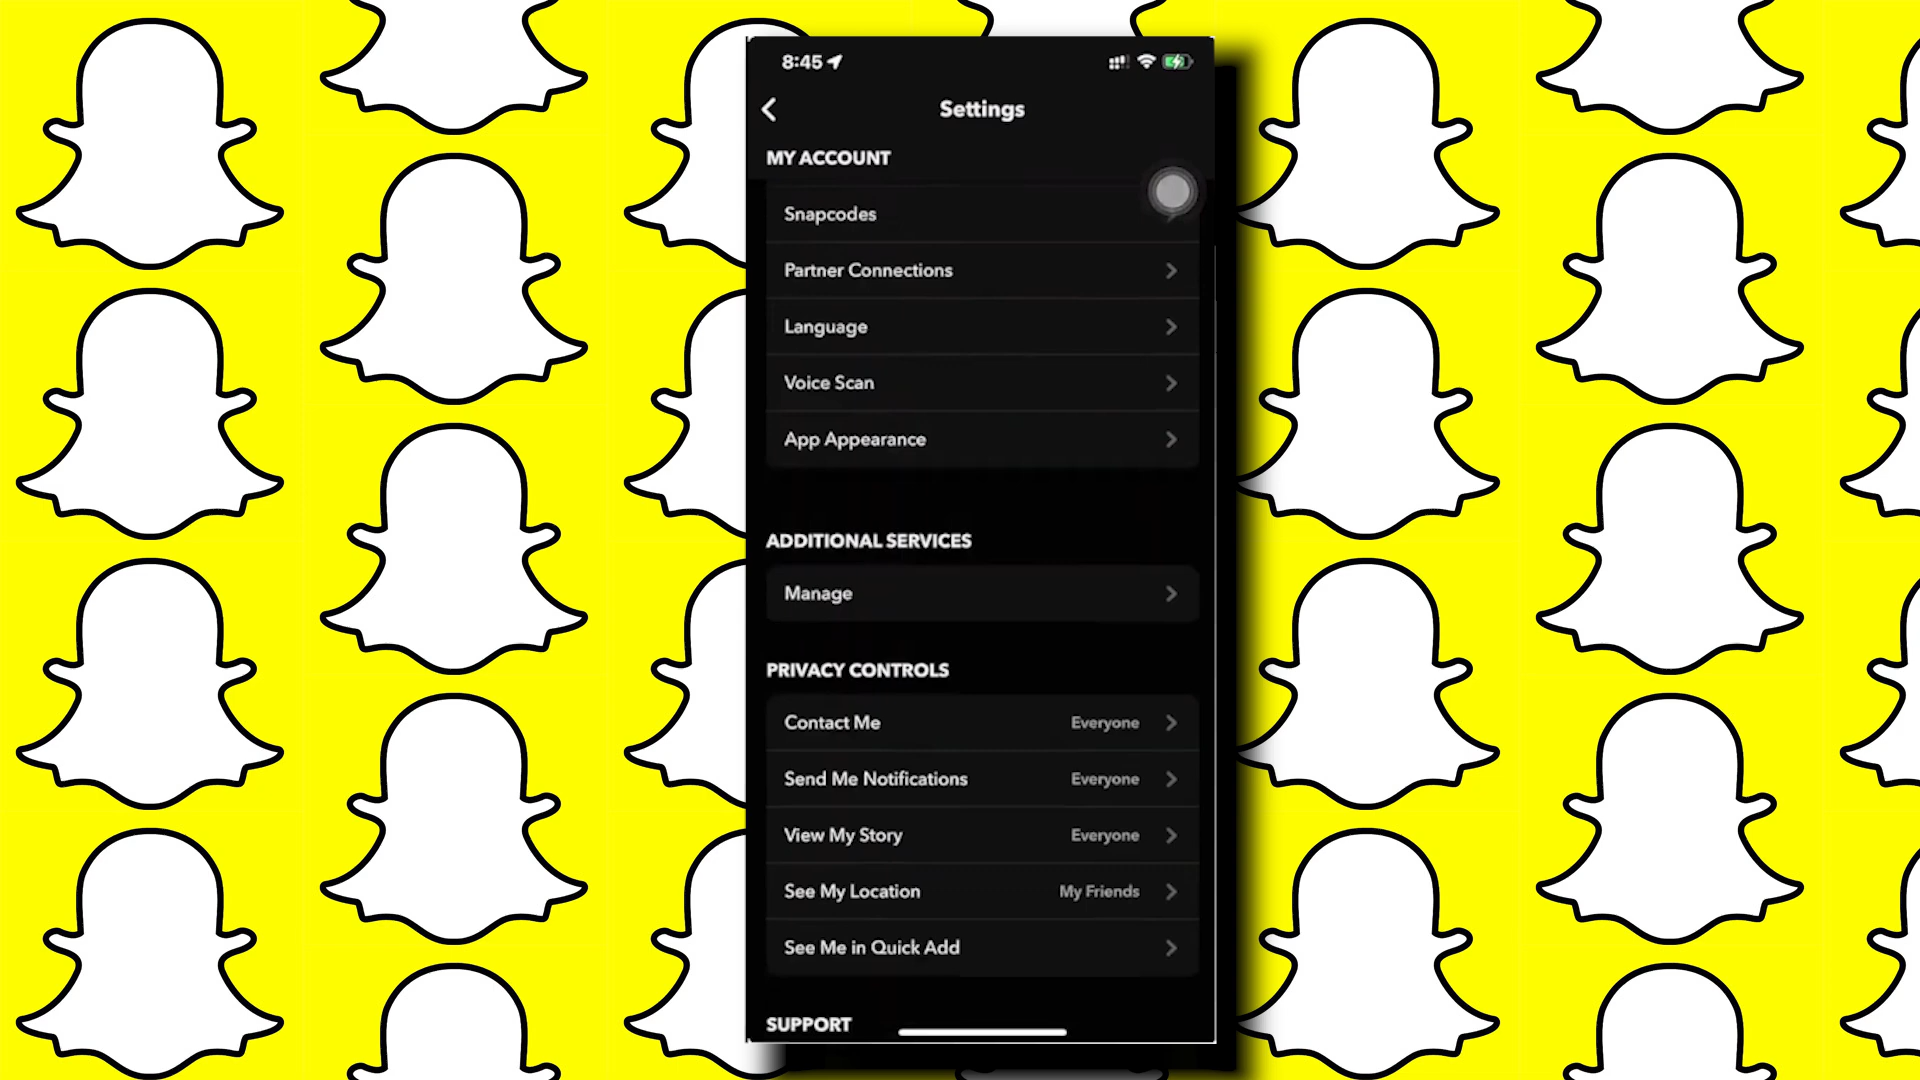 8:45
Settings
MY ACCOUNT
Snapcodes
Partner Connections
Language
Voice Scan
App Appearance
ADDITIONAL SERVICES
Manage
PRIVACY CONTROLS
Contact Me Everyone
Send Me Notifications Everyone
View My Story Everyone
See My Location My Friends
See Me in Quick Add
SUPPORT